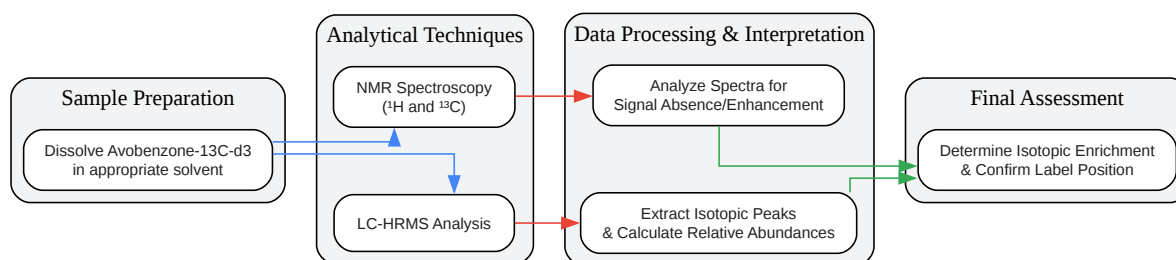 Sample Preparation
Dissolve Avobenzone-13C-d3
in appropriate solvent
Analytical Techniques
NMR Spectroscopy
(¹H and ¹³C)
LC-HRMS Analysis
Data Processing & Interpretation
Analyze Spectra for
Signal Absence/Enhancement
Extract Isotopic Peaks
& Calculate Relative Abundances
Final Assessment
Determine Isotopic Enrichment
& Confirm Label Position